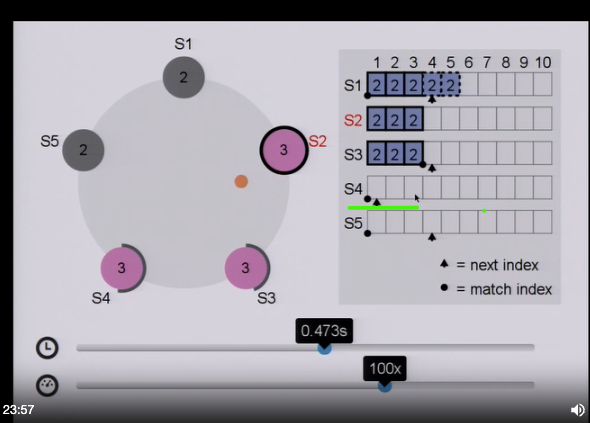 S1
2
1 2 3 4 5 6 7 8 9 10
S1 2 2 2 2 2
S5 2
3 S2
S2 2 2 2
S3 2 2 2
S4
S5
3
S4
3
S3
= next index
= match index
0.473s
100x
23:57